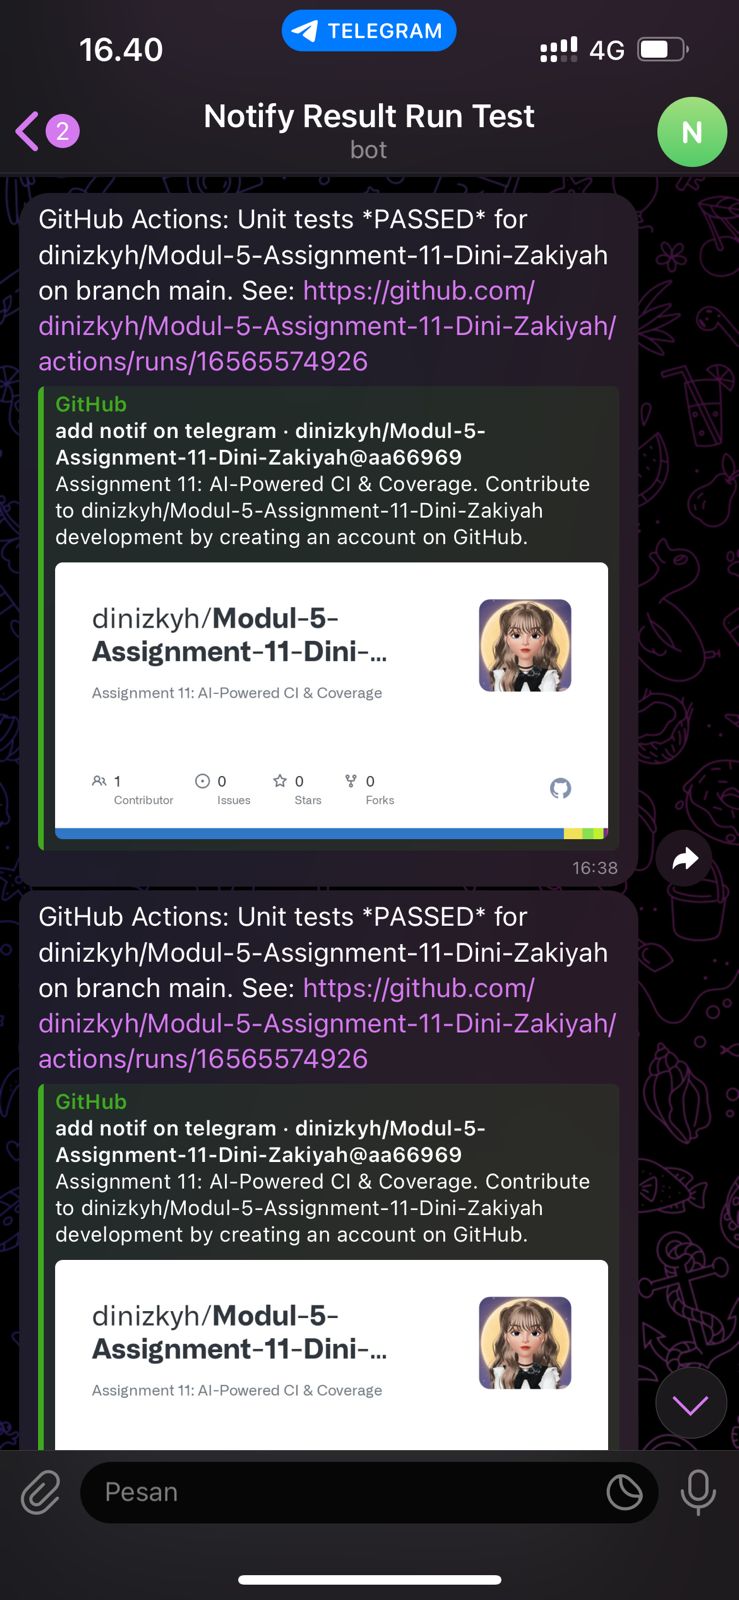 16.40
TELEGRAM
4G
2
Notify Result Run Test
bot
N
GitHub Actions: Unit tests *PASSED* for
dinizkyh/Modul-5-Assignment-11-Dini-Zakiyah
on branch main. See: https://github.com/
dinizkyh/Modul-5-Assignment-11-Dini-Zakiyah/
actions/runs/16565574926
GitHub
add notif on telegram · dinizkyh/Modul-5-
Assignment-11-Dini-Zakiyah@aa66969
Assignment 11: AI-Powered CI & Coverage. Contribute
to dinizkyh/Modul-5-Assignment-11-Dini-Zakiyah
development by creating an account on GitHub.
dinizkyh/Modul-5-
Assignment-11-Dini-...
Assignment 11: AI-Powered CI & Coverage
1 0 0 0
Contributor Issues Stars Forks
16:38
GitHub Actions: Unit tests *PASSED* for
dinizkyh/Modul-5-Assignment-11-Dini-Zakiyah
on branch main. See: https://github.com/
dinizkyh/Modul-5-Assignment-11-Dini-Zakiyah/
actions/runs/16565574926
GitHub
add notif on telegram · dinizkyh/Modul-5-
Assignment-11-Dini-Zakiyah@aa66969
Assignment 11: AI-Powered CI & Coverage. Contribute
to dinizkyh/Modul-5-Assignment-11-Dini-Zakiyah
development by creating an account on GitHub.
dinizkyh/Modul-5-
Assignment-11-Dini-...
Assignment 11: AI-Powered CI & Coverage
Pesan